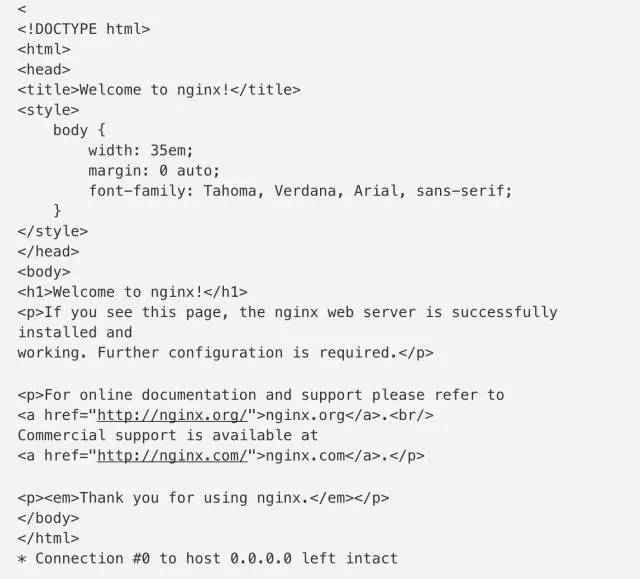 <
<!DOCTYPE html>
<html>
<head>
<title>Welcome to nginx!</title>
<style>
    body {
        width: 35em;
        margin: 0 auto;
        font-family: Tahoma, Verdana, Arial, sans-serif;
    }
</style>
</head>
<body>
<h1>Welcome to nginx!</h1>
<p>If you see this page, the nginx web server is successfully
installed and
working. Further configuration is required.</p>

<p>For online documentation and support please refer to
<a href="http://nginx.org/">nginx.org</a>.<br/>
Commercial support is available at
<a href="http://nginx.com/">nginx.com</a>.</p>

<p><em>Thank you for using nginx.</em></p>
</body>
</html>
* Connection #0 to host 0.0.0.0 left intact